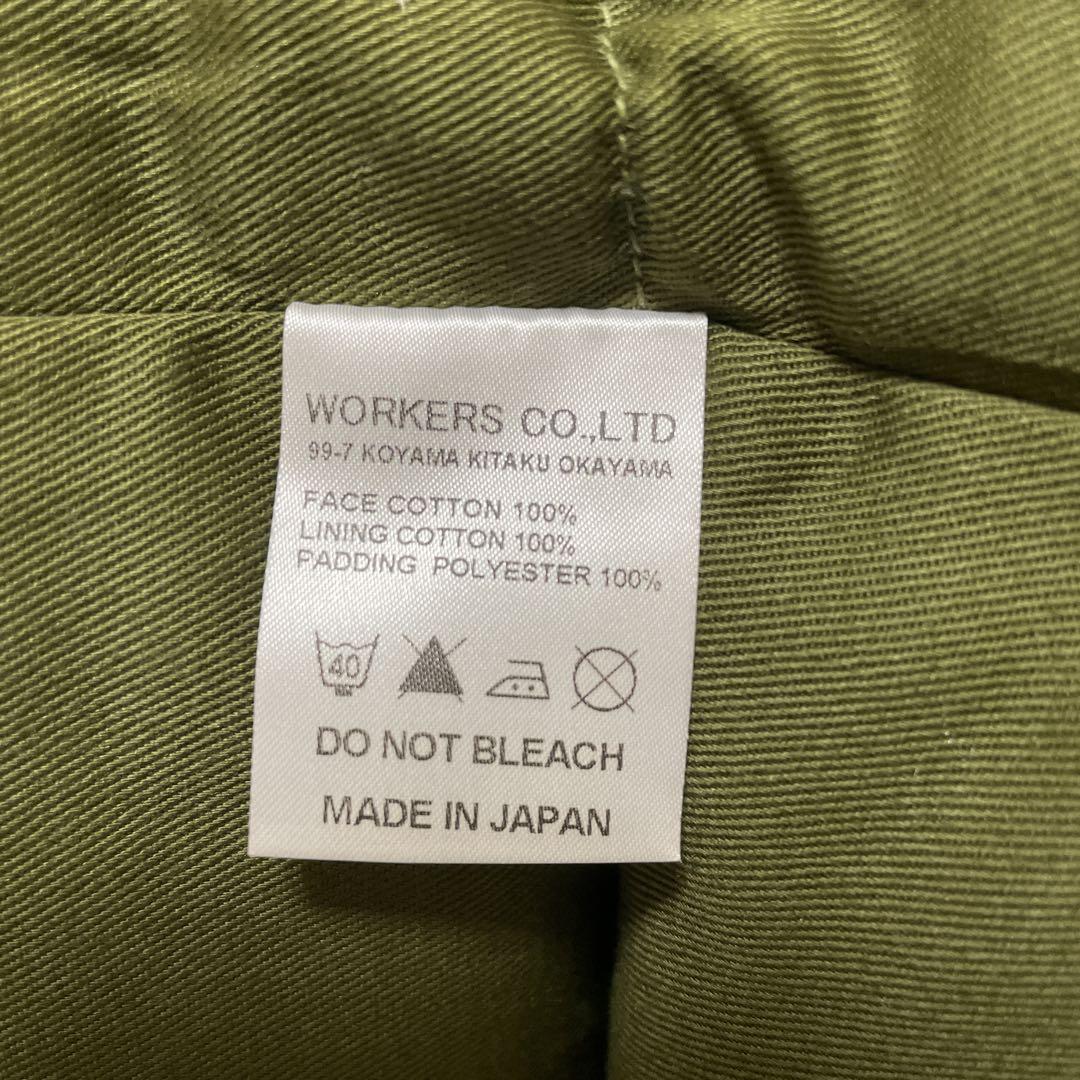 WORKERS CO.,LTD
99-7 KOYAMA KITAKU OKAYAMA
FACE COTTON 100%
LINING COTTON 100%
PADDING POLYESTER 100%
40
DO NOT BLEACH
MADE IN JAPAN